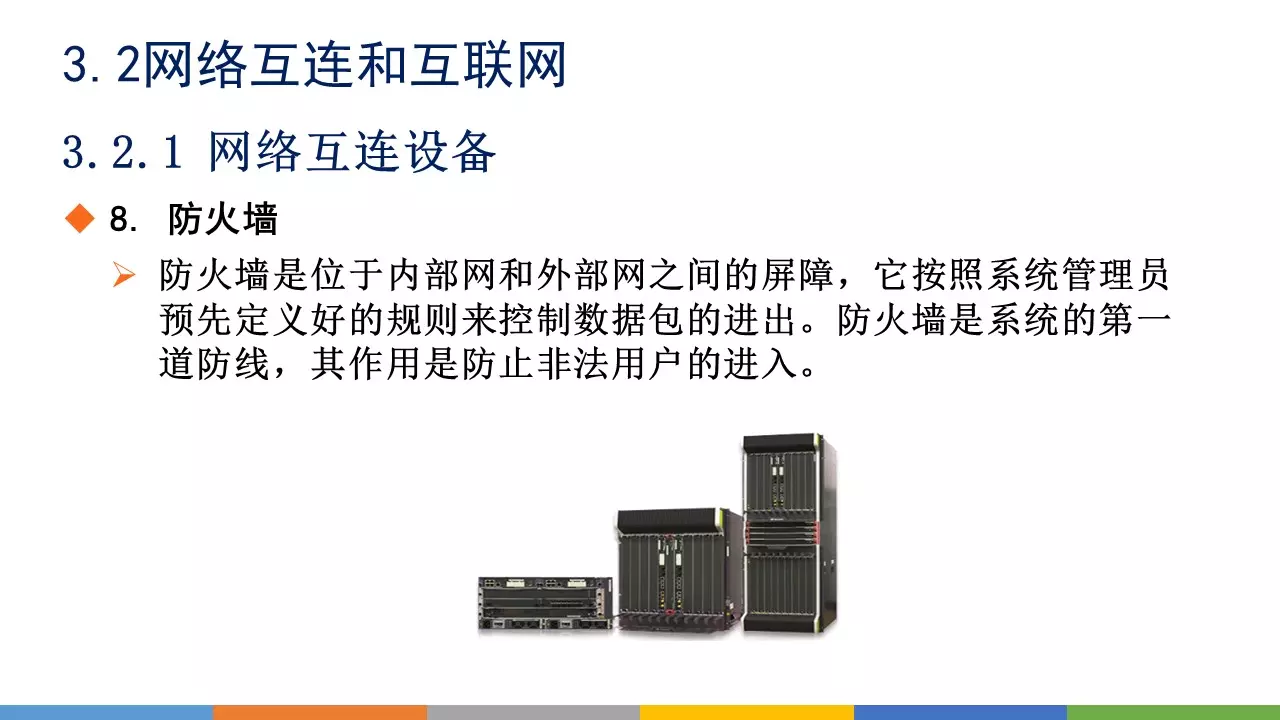 3.2网络互连和互联网
3.2.1 网络互连设备
8. 防火墙
防火墙是位于内部网和外部网之间的屏障，它按照系统管理员
预先定义好的规则来控制数据包的进出。防火墙是系统的第一
道防线，其作用是防止非法用户的进入。